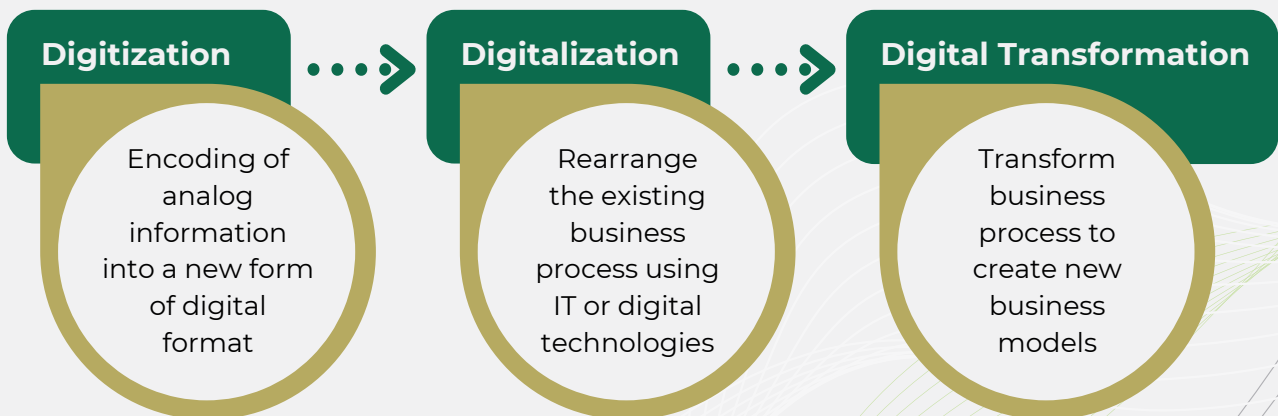 Digitization
Encoding of
analog
information
into a new form
of digital
format
Digitalization
Rearrange
the existing
business
process using
IT or digital
technologies
Digital Transformation
Transform
business
process to
create new
business
models